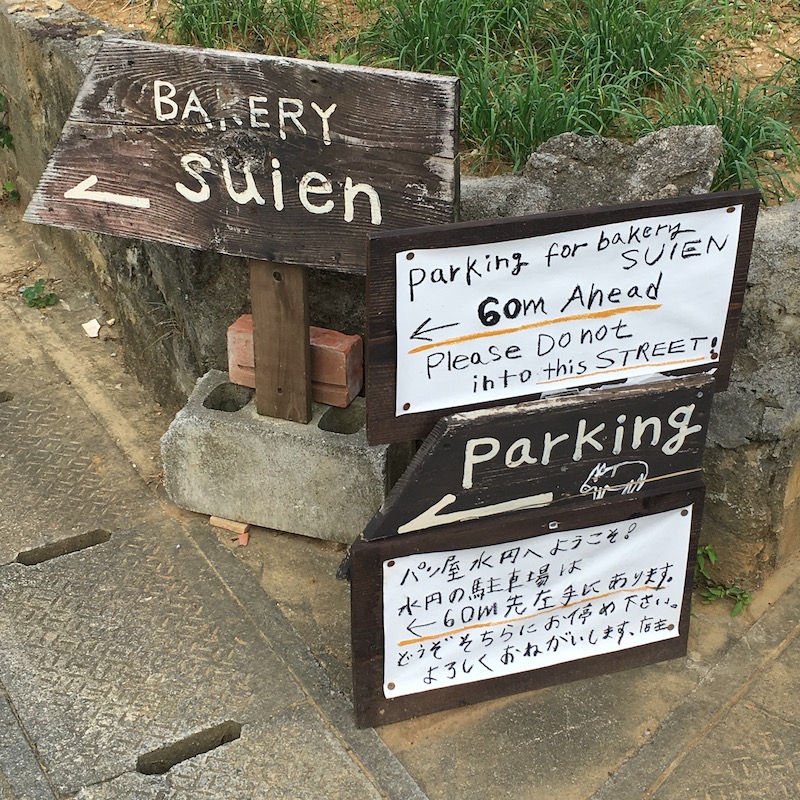 BAKERY
suien
←
Parking for bakery
SUIEN
← 60m Ahead
Please Do not
into this STREET!
Parking
←
パン屋水円へようこそ!
水円の駐車場は
←60m先左手にあります。
どうぞそちらにお停め下さい。
よろしくおねがいします、店主